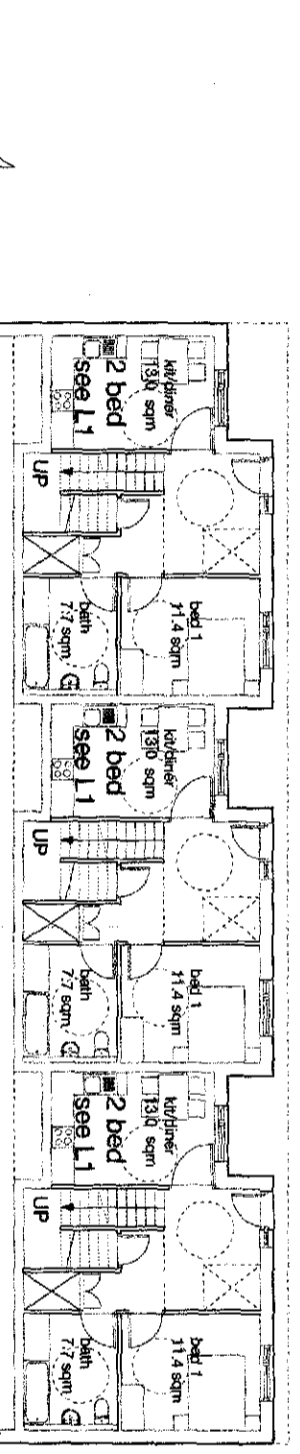 kit/diner
13.0 sqm
2 bed
see L1
UP
bed 1
11.4 sqm
bath
7.7 sqm
kit/diner
13.0 sqm
2 bed
see L1
UP
bed 1
11.4 sqm
bath
7.7 sqm
kit/diner
13.0 sqm
2 bed
see L1
UP
bed 1
11.4 sqm
bath
7.7 sqm